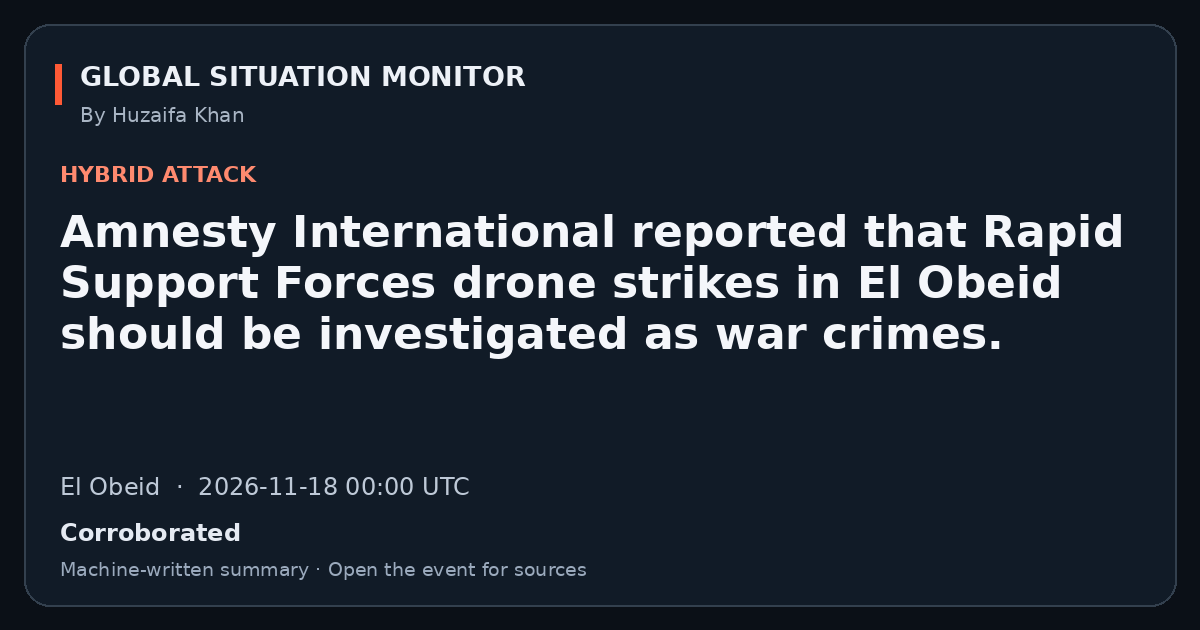 GLOBAL SITUATION MONITOR
By Huzaifa Khan
HYBRID ATTACK
Amnesty International reported that Rapid
Support Forces drone strikes in El Obeid
should be investigated as war crimes.
El Obeid · 2026-11-18 00:00 UTC
Corroborated
Machine-written summary · Open the event for sources